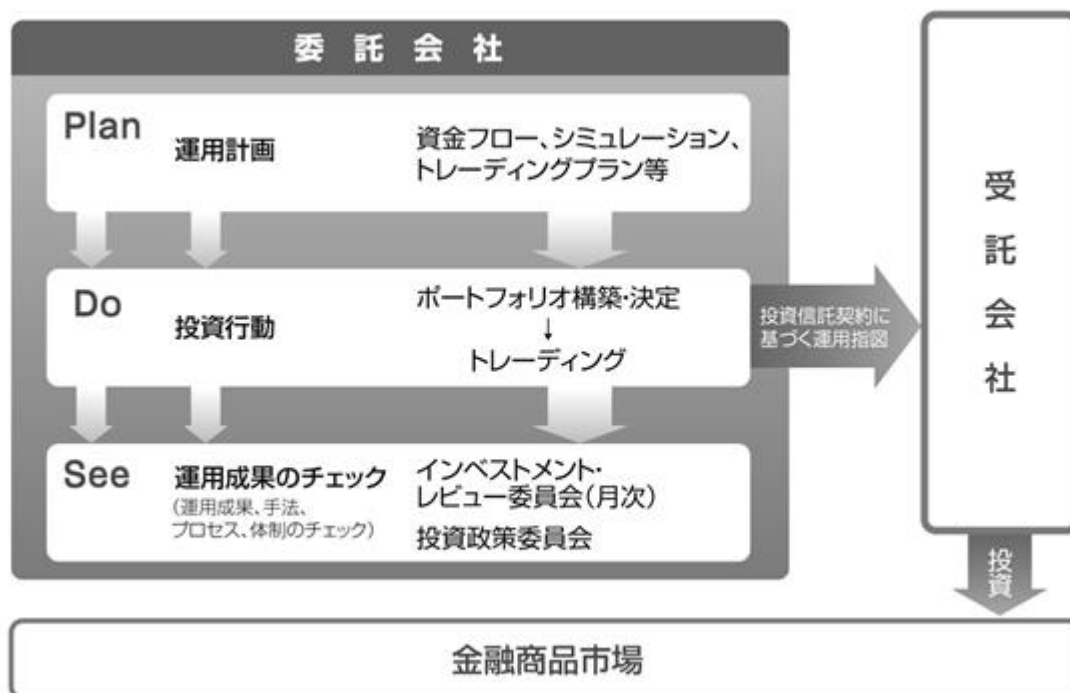 委託会社
Plan
運用計画
資金フロー、シミュレーション、
トレーディングプラン等
Do
投資行動
ポートフォリオ構築・決定
↓
トレーディング
投資信託契約に
基づく運用指図
See
運用成果のチェック
(運用成果、手法、
プロセス、体制のチェック)
インベストメント・
レビュー委員会(月次)
投資政策委員会
受託会社
投資
金融商品市場